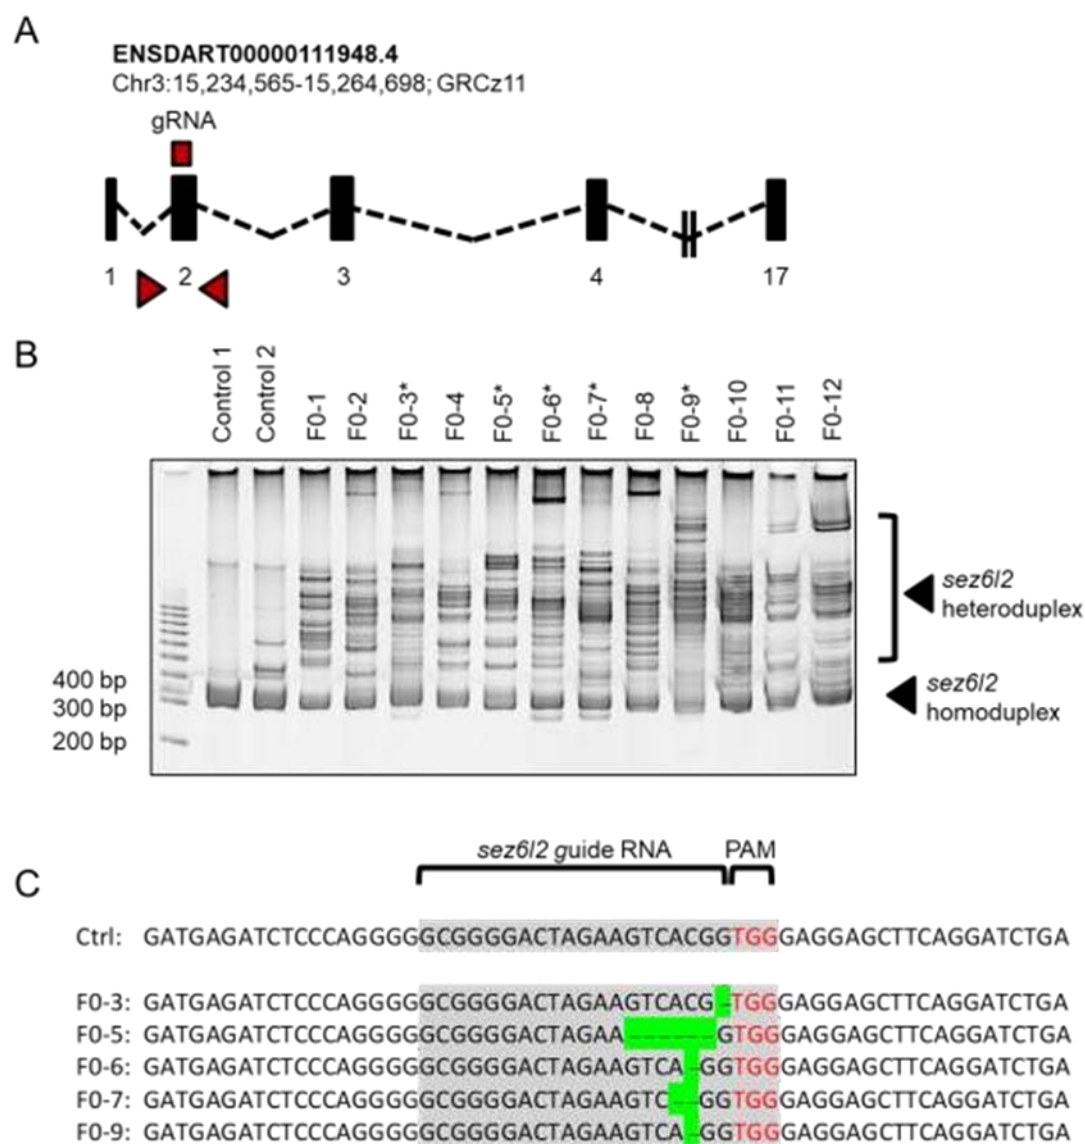 A
ENSDART00000111948.4
Chr3:15,234,565-15,264,698; GRCz11
gRNA
1 2 3 4 17
B
Control 1 Control 2 F0-1 F0-2 F0-3* F0-4 F0-5* F0-6* F0-7* F0-8 F0-9* F0-10 F0-11 F0-12
sez6l2
heteroduplex
400 bp
sez6l2
300 bp
homoduplex
200 bp
sez6l2 guide RNA PAM
C
Ctrl: GATGAGATCTCCCAGGGGGCGGGGACTAGAAGTCACGGTGGGAGGAGCTTCAGGATCTGA
F0-3: GATGAGATCTCCCAGGGGGCGGGGACTAGAAGTCACG-TGGGAGGAGCTTCAGGATCTGA
F0-5: GATGAGATCTCCCAGGGGGCGGGGACTAGAA------GTGGGAGGAGCTTCAGGATCTGA
F0-6: GATGAGATCTCCCAGGGGGCGGGGACTAGAAGTCA-GGTGGGAGGAGCTTCAGGATCTGA
F0-7: GATGAGATCTCCCAGGGGGCGGGGACTAGAAGTC--GGTGGGAGGAGCTTCAGGATCTGA
F0-9: GATGAGATCTCCCAGGGGGCGGGGACTAGAAGTCA-GGTGGGAGGAGCTTCAGGATCTGA